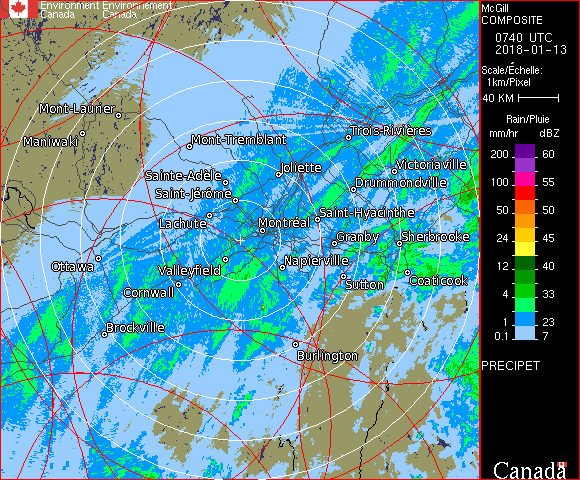 Environment Environnement
Canada Canada
McGill
COMPOSITE
0740 UTC
2018-01-13
Scale/Échelle:
1km/Pixel
40 KM
Rain/Pluie
mm/hr dBZ
200 60
100 55
50 50
24 45
12 40
4 33
1 23
0.1 7
PRECIPET
Canada
Mont-Laurier
Maniwaki
Mont-Tremblant
Trois-Rivières
Joliette
Victoriaville
Sainte-Adèle
Drummondville
Saint-Jérôme
Saint-Hyacinthe
Lachute
Montréal
Granby
Sherbrooke
Ottawa
Valleyfield
Napierville
Cornwall
Sutton
Coaticook
Brockville
Burlington